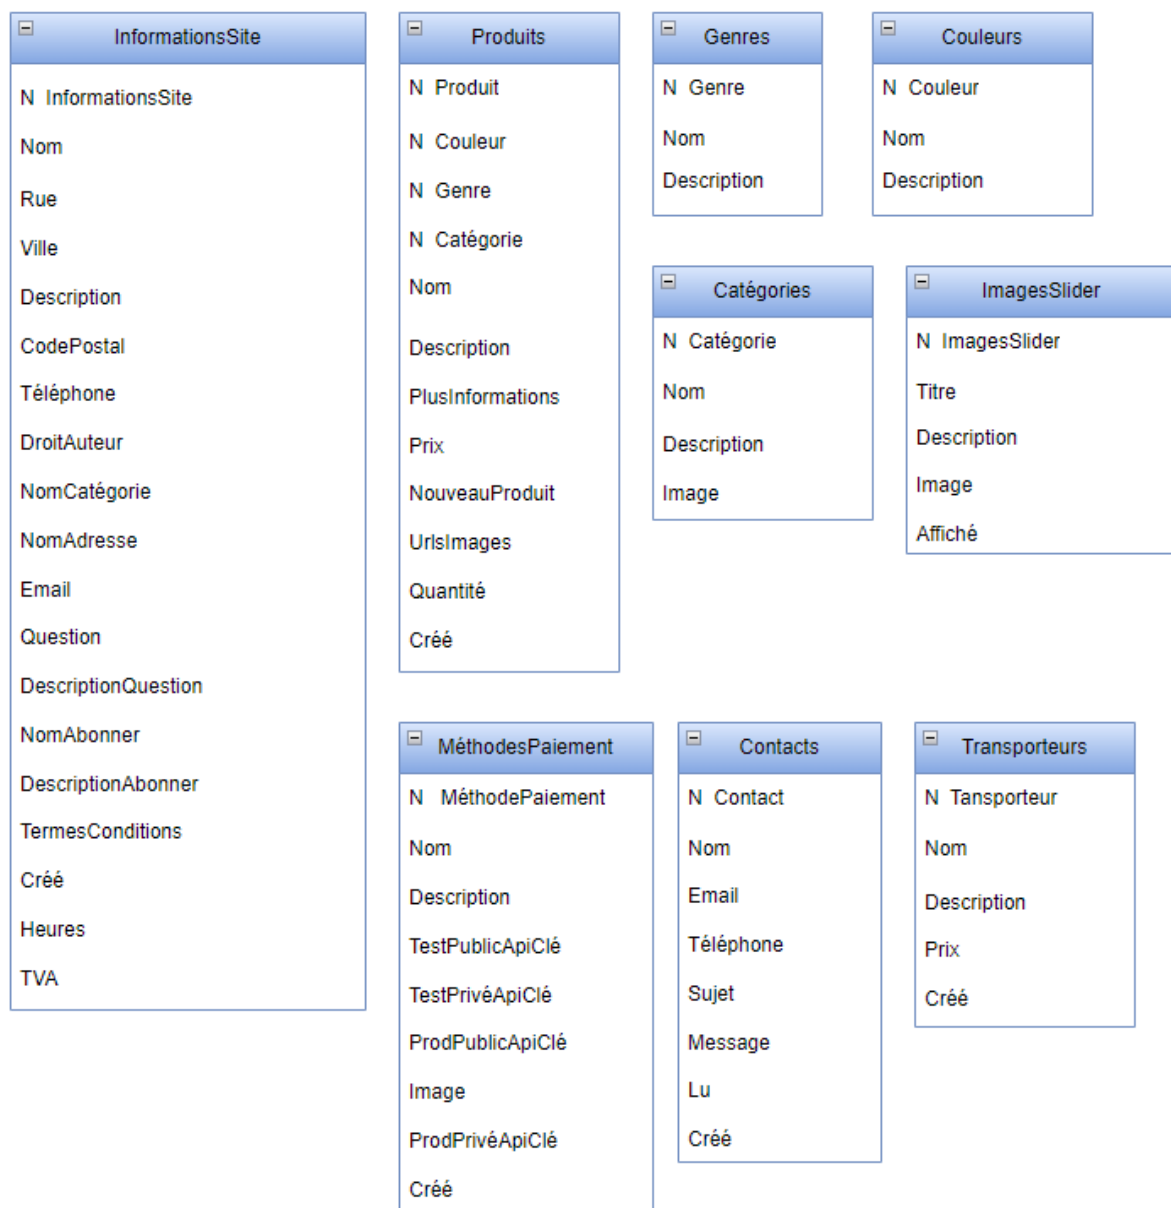 InformationsSite
N InformationsSite
Nom
Rue
Ville
Description
CodePostal
Téléphone
DroitAuteur
NomCatégorie
NomAdresse
Email
Question
DescriptionQuestion
NomAbonner
DescriptionAbonner
TermesConditions
Créé
Heures
TVA
Produits
N Produit
N Couleur
N Genre
N Catégorie
Nom
Description
PlusInformations
Prix
NouveauProduit
UrlsImages
Quantité
Créé
Genres
N Genre
Nom
Description
Couleurs
N Couleur
Nom
Description
Catégories
N Catégorie
Nom
Description
Image
ImagesSlider
N ImagesSlider
Titre
Description
Image
Affiché
MéthodesPaiement
N MéthodePaiement
Nom
Description
TestPublicApiClé
TestPrivéApiClé
ProdPublicApiClé
Image
ProdPrivéApiClé
Créé
Contacts
N Contact
Nom
Email
Téléphone
Sujet
Message
Lu
Créé
Transporteurs
N Tansporteur
Nom
Description
Prix
Créé